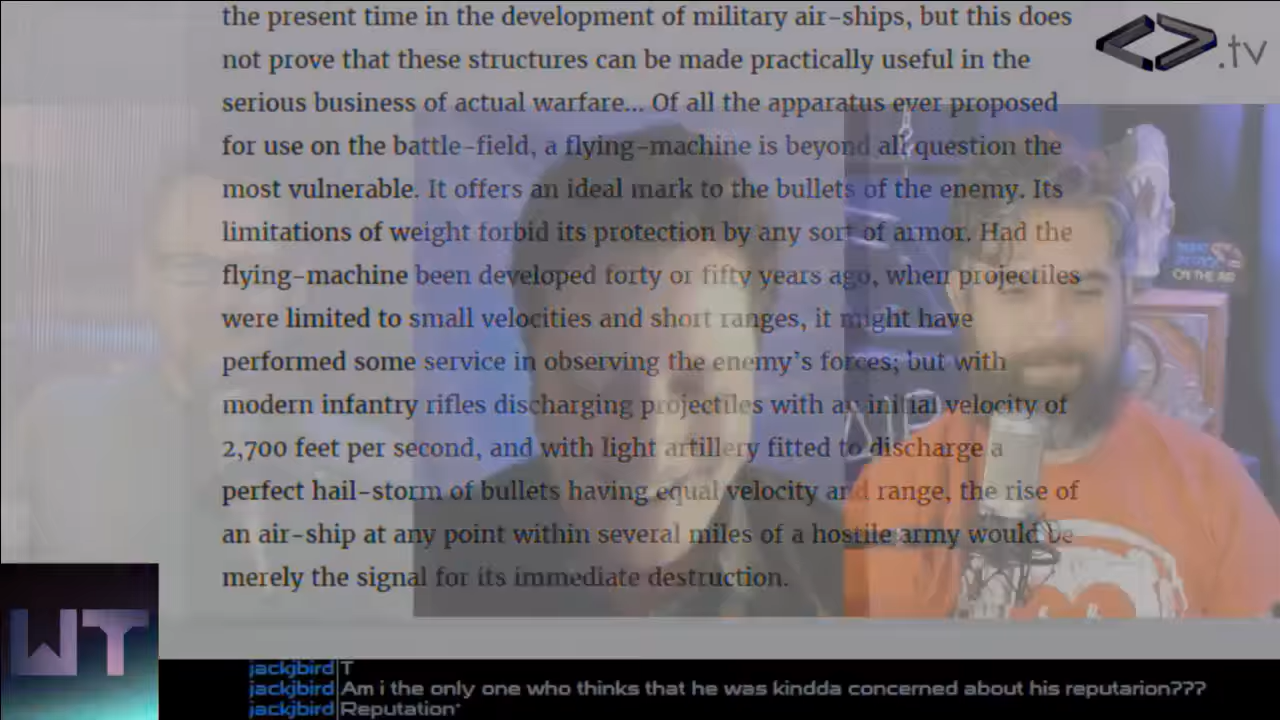 the present time in the development of military air-ships, but this does
.tv
not prove that these structures can be made practically useful in the
serious business of actual warfare... Of all the apparatus ever proposed
for use on the battle-field, a flying-machine is beyond all question the
most vulnerable. It offers an ideal mark to the bullets of the enemy. Its
limitations of weight forbid its protection by any sort of armor. Had the
flying-machine been developed forty or fifty years ago, when projectiles
ON THE AIR
were limited to small velocities and short ranges, it might have
performed some service in observing the enemy's forces; but with
modern infantry rifles discharging projectiles with an initial velocity of
2,700 feet per second, and with light artillery fitted to discharge a
perfect hail-storm of bullets having equal velocity and range, the rise of
an air-ship at any point within several miles of a hostile army would be
merely the signal for its immediate destruction.
WT
jackjbird T
jackjbird Am i the only one who thinks that he was kindda concerned about his reputarion???
jackjbird Reputation*